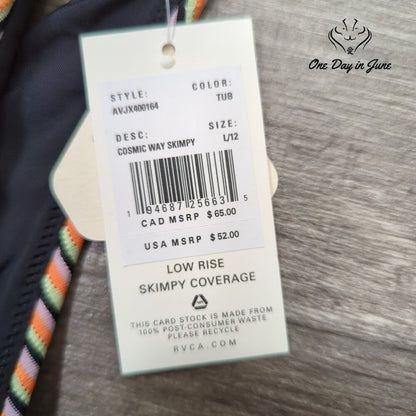 One Day in June
STYLE: COLOR:
AVJX400164 TUB
DESC: SIZE:
COSMIC WAY SKIMPY L/12
1 94687 25663 5
CAD MSRP $ 65.00
USA MSRP $ 52.00
LOW RISE
SKIMPY COVERAGE
THIS CARD STOCK IS MADE FROM
100% POST-CONSUMER WASTE
PLEASE RECYCLE
RVCA.COM